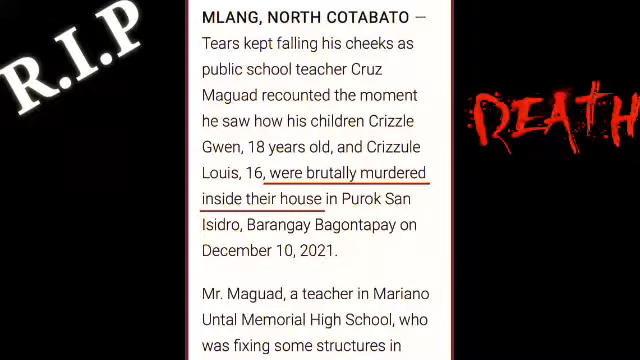 R.I.P
DEATH
MLANG, NORTH COTABATO —
Tears kept falling his cheeks as
public school teacher Cruz
Maguad recounted the moment
he saw how his children Crizzle
Gwen, 18 years old, and Crizzule
Louis, 16, were brutally murdered
inside their house in Purok San
Isidro, Barangay Bagontapay on
December 10, 2021.
Mr. Maguad, a teacher in Mariano
Untal Memorial High School, who
was fixing some structures in